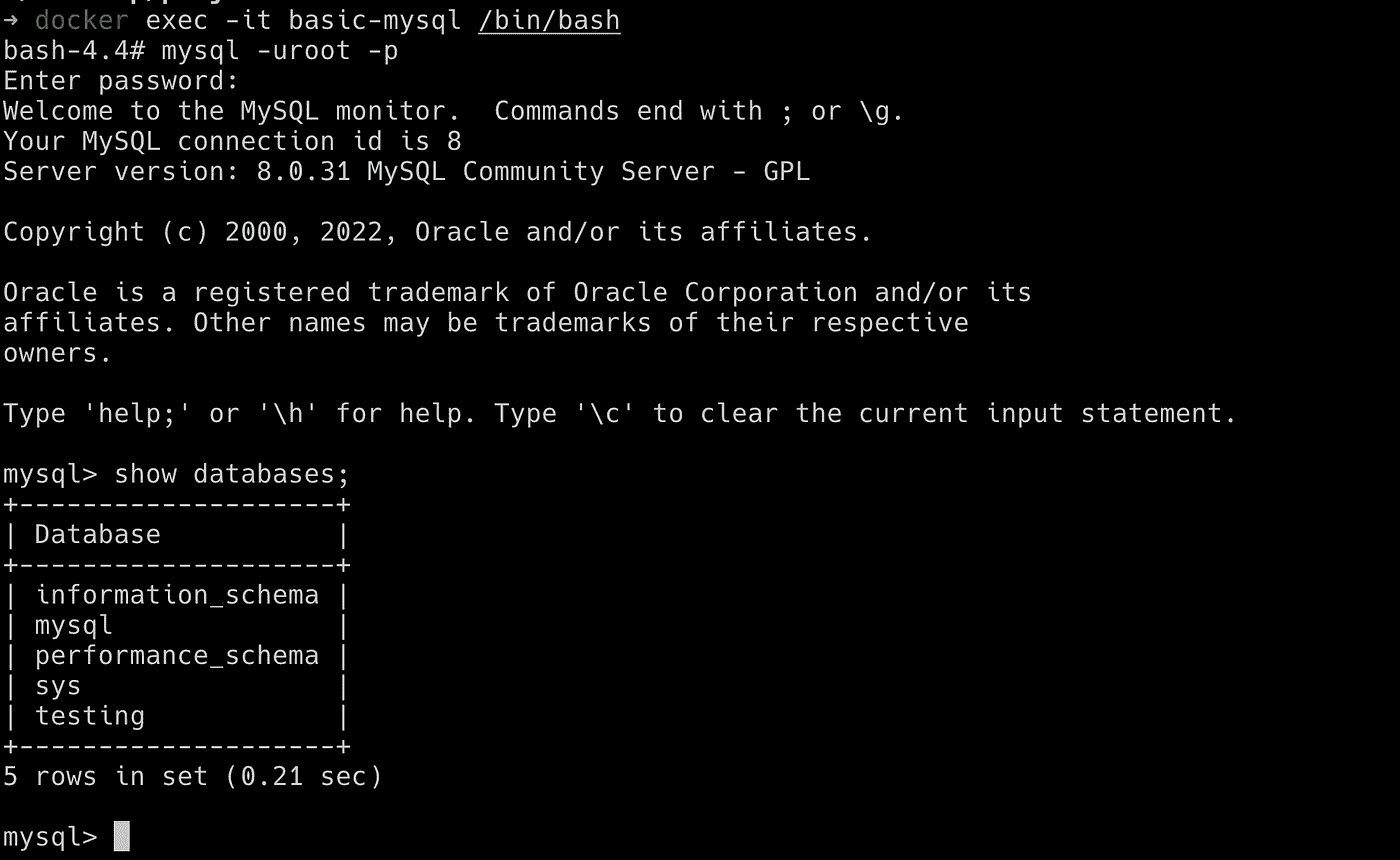 → docker exec -it basic-mysql /bin/bash
bash-4.4# mysql -uroot -p
Enter password:
Welcome to the MySQL monitor.  Commands end with ; or \g.
Your MySQL connection id is 8
Server version: 8.0.31 MySQL Community Server - GPL

Copyright (c) 2000, 2022, Oracle and/or its affiliates.

Oracle is a registered trademark of Oracle Corporation and/or its
affiliates. Other names may be trademarks of their respective
owners.

Type 'help;' or '\h' for help. Type '\c' to clear the current input statement.

mysql> show databases;
+--------------------+
| Database           |
+--------------------+
| information_schema |
| mysql              |
| performance_schema |
| sys                |
| testing            |
+--------------------+
5 rows in set (0.21 sec)

mysql>